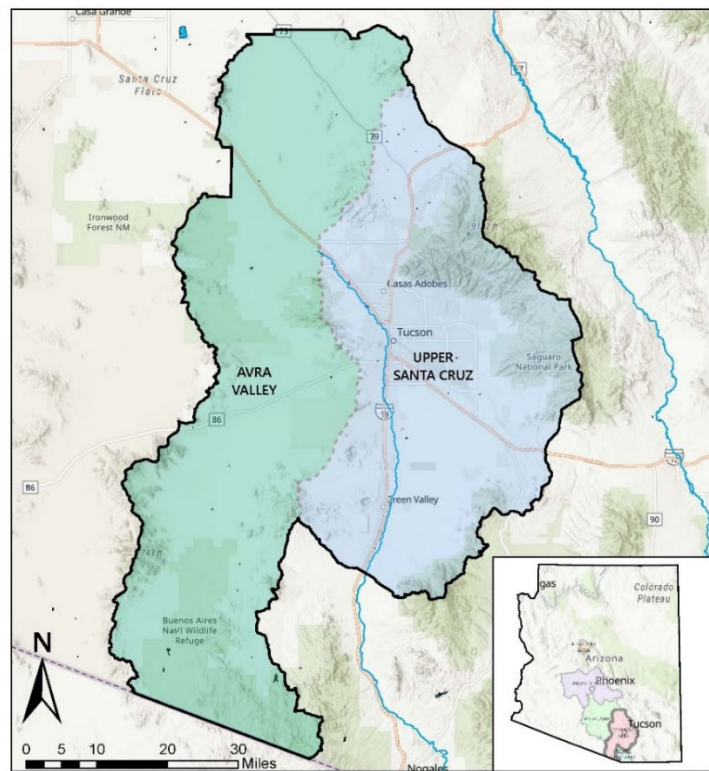 Casa Grande
79
Santa Cruz
Flats
77
79
Ironwood
Forest NM
Casas Adobes
Tucson
AVRA
VALLEY
UPPER
SANTA CRUZ
Saguaro
National Park
86
19
86
Green Valley
90
Buenos Aires
Nat'l Wildlife
Refuge
N
0 5 10 20 30
Miles
Nogales
gas
Colorado
Plateau
Arizona
Phoenix
Tucson